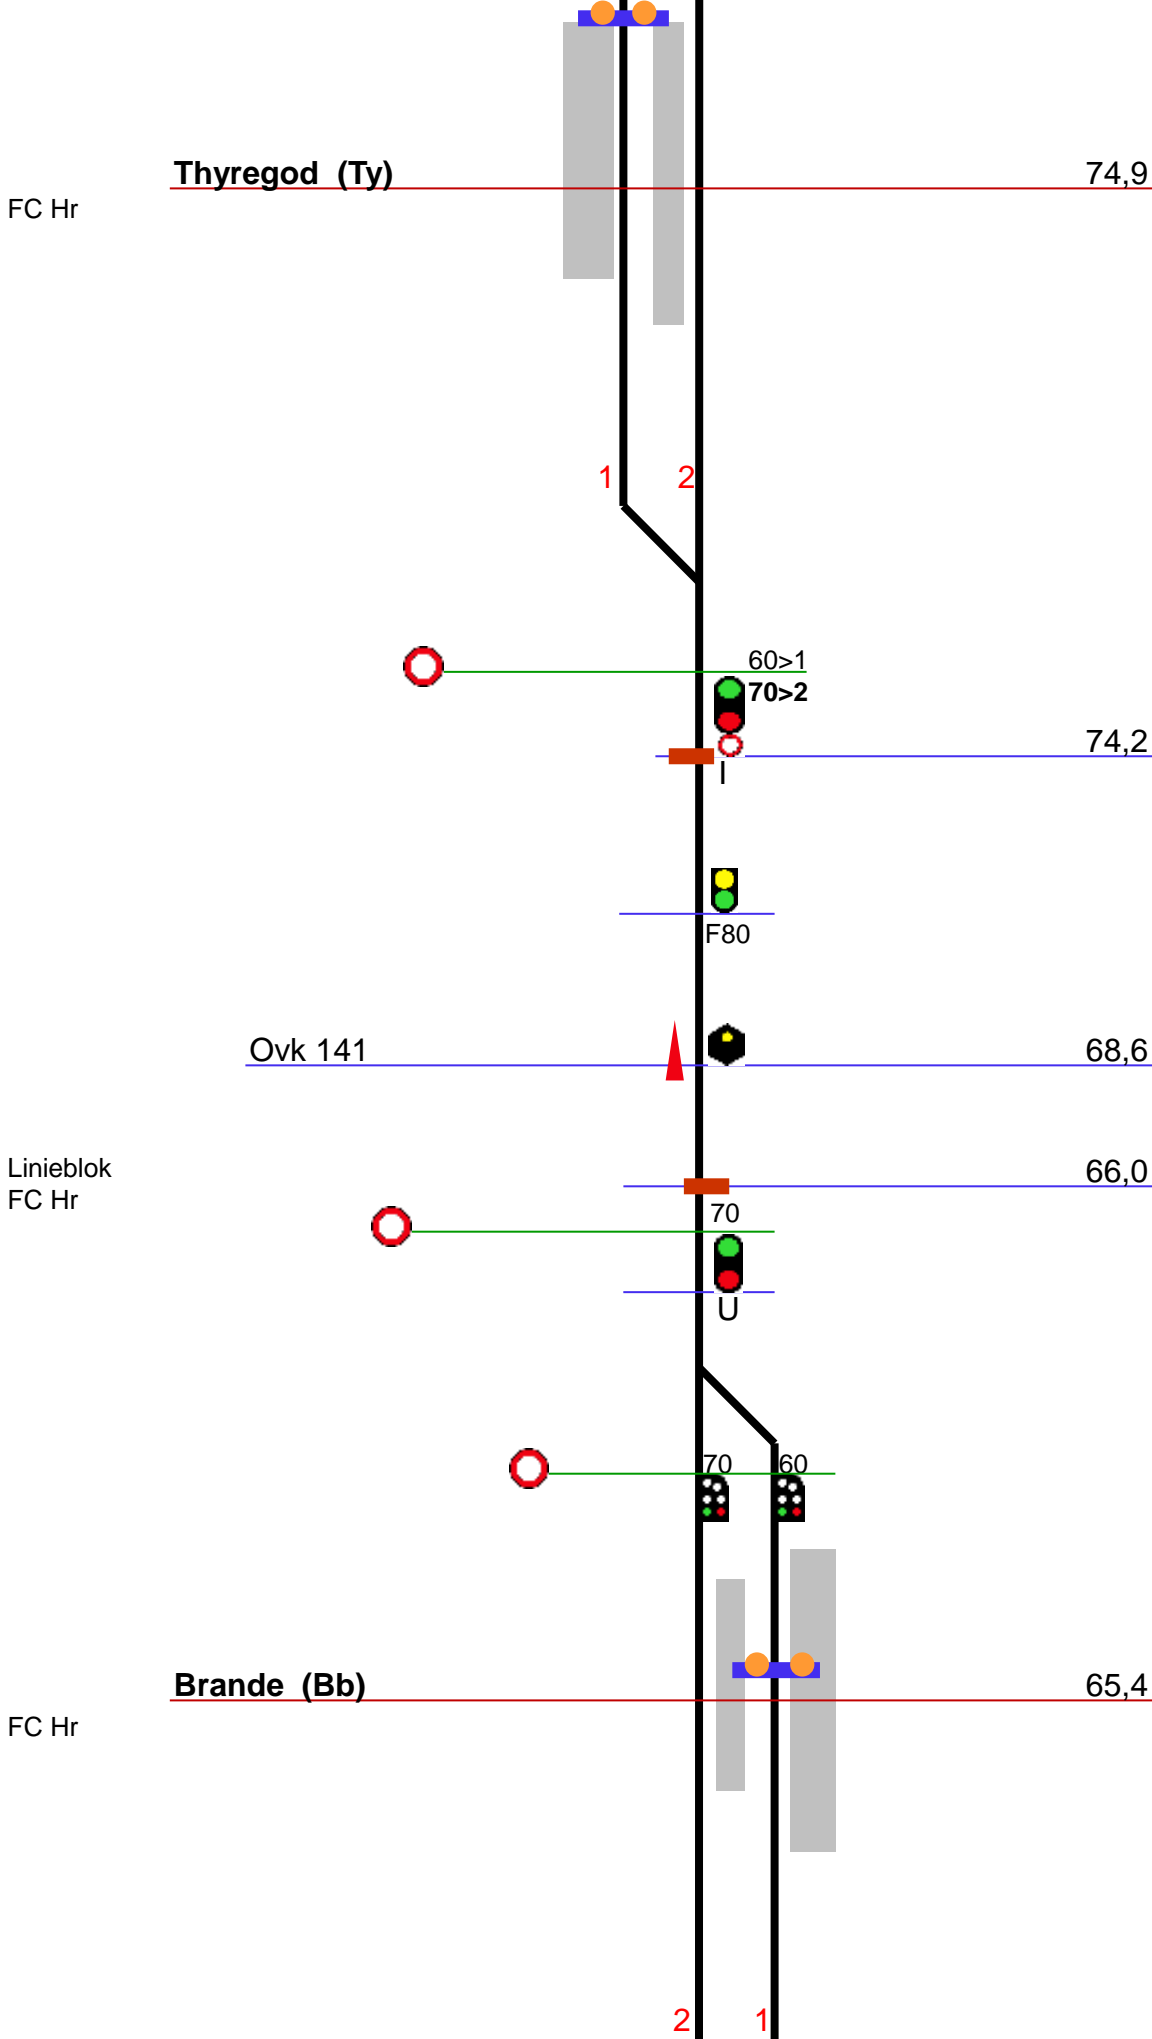 Thyregod (Ty) 74,9
FC Hr
1 2
60>1
70>2
74,2
I
F80
Ovk 141 68,6
Linieblok 66,0
FC Hr
70
U
70 60
Brande (Bb) 65,4
FC Hr
2 1